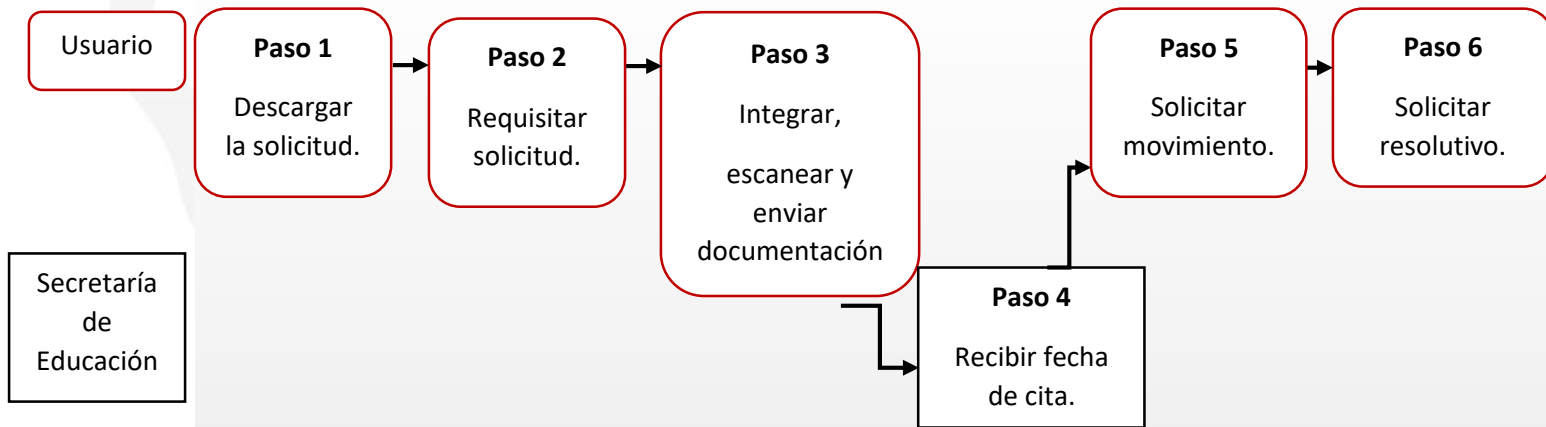 Usuario
Paso 1
Descargar
la solicitud.
Paso 2
Requisitar
solicitud.
Paso 3
Integrar,
escanear y
enviar
documentación
Paso 5
Solicitar
movimiento.
Paso 6
Solicitar
resolutivo.
Secretaría
de
Educación
Paso 4
Recibir fecha
de cita.